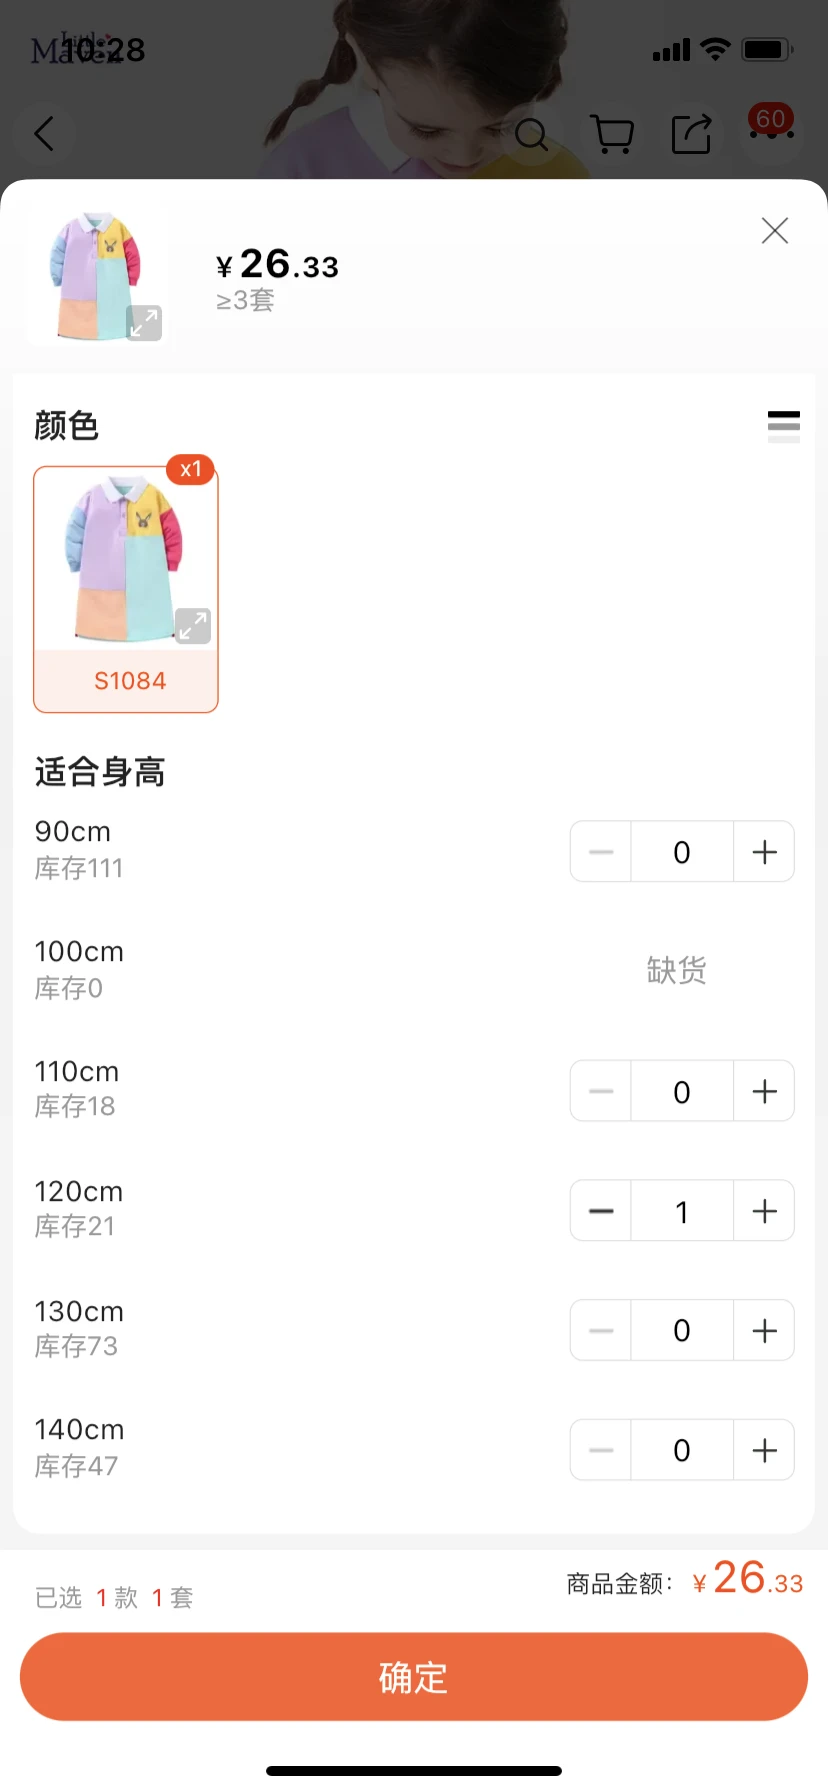 Little
Maven
10:28
60
¥26.33
≥3套
颜色
x1
S1084
适合身高
90cm
库存111
0
100cm
库存0
缺货
110cm
库存18
0
120cm
库存21
1
130cm
库存73
0
140cm
库存47
0
已选 1 款 1 套
商品金额: ¥26.33
确定